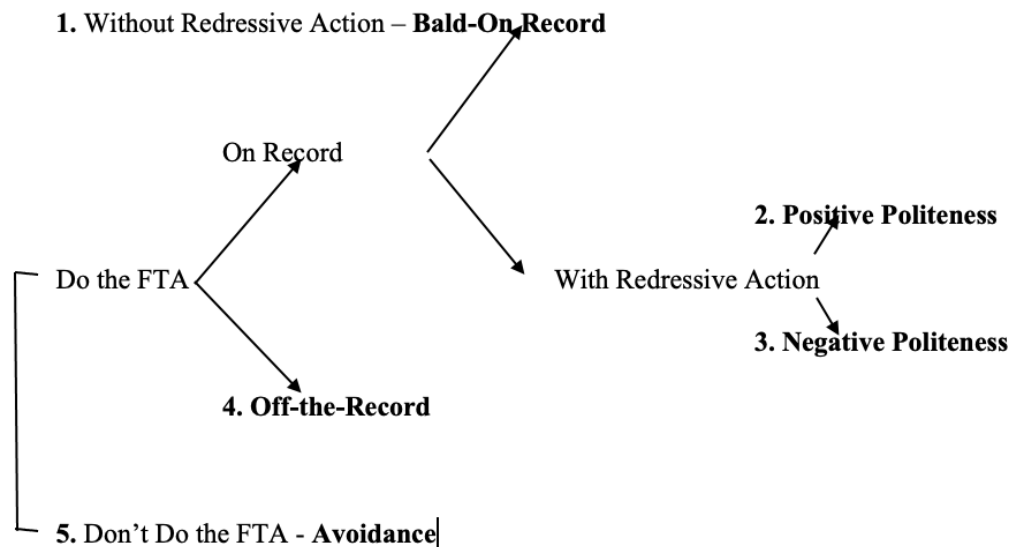 1. Without Redressive Action – Bald-On Record
On Record
2. Positive Politeness
Do the FTA
With Redressive Action
3. Negative Politeness
4. Off-the-Record
5. Don’t Do the FTA - Avoidance